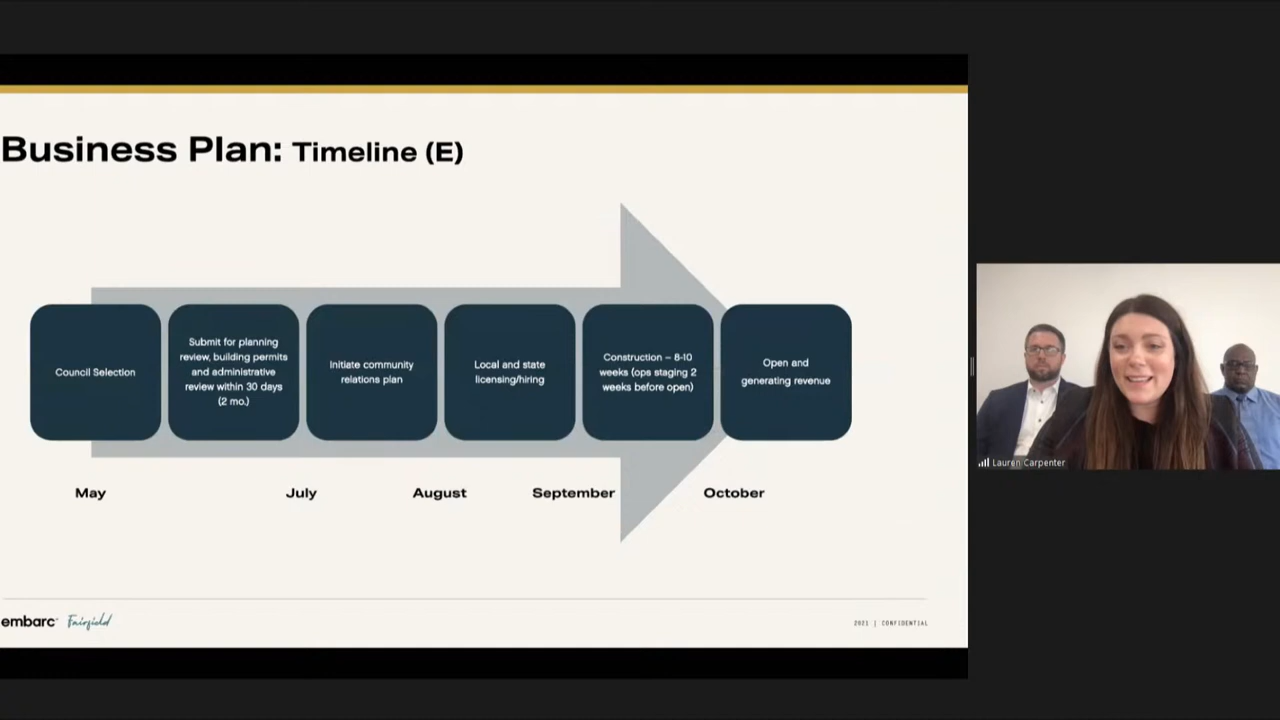 Business Plan: Timeline (E)
Council Selection
Submit for planning
review, building permits
and administrative
review within 30 days
(2 mo.)
Initiate community
relations plan
Local and state
licensing/hiring
Construction – 8-10
weeks (ops staging 2
weeks before open)
Open and
generating revenue
May July August September October
embarc Fairfield
2021 | CONFIDENTIAL
Lauren Carpenter